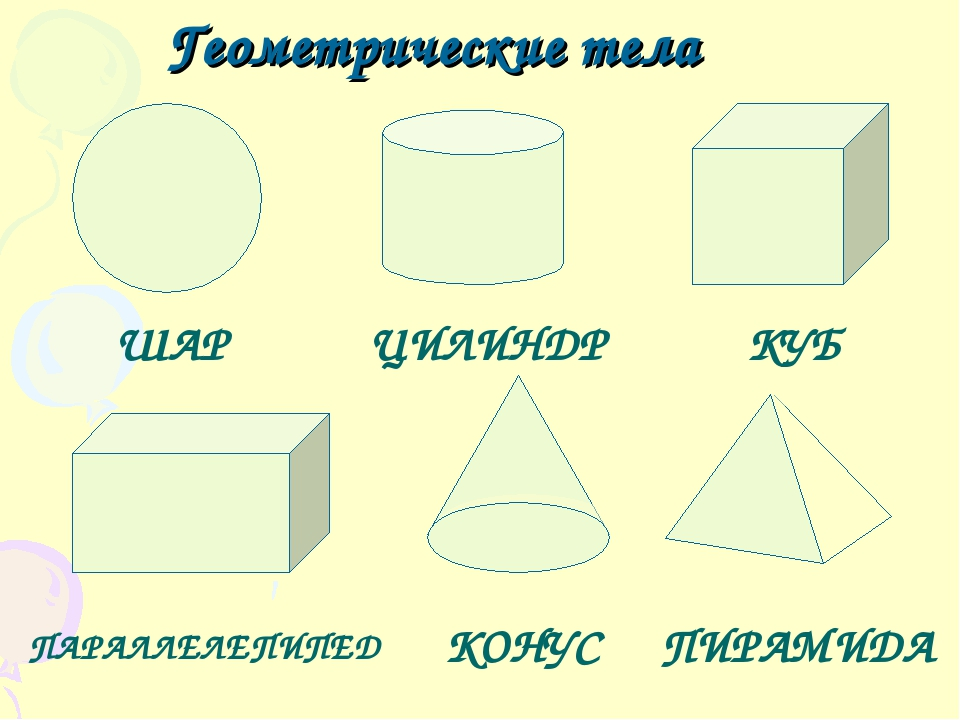 Геометрические тела
ШАР ЦИЛИНДР КУБ
ПАРАЛЛЕЛЕПИПЕД КОНУС ПИРАМИДА